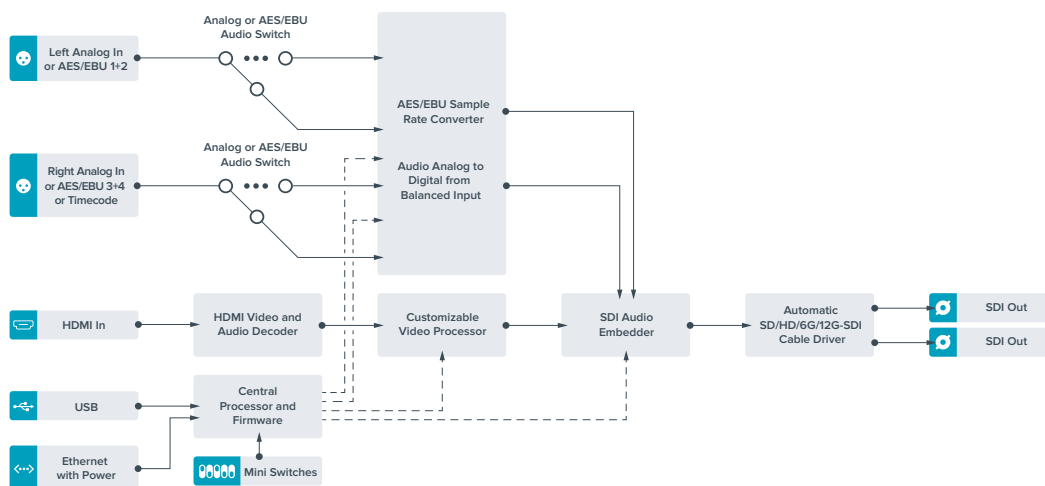 Analog or AES/EBU
Audio Switch
Left Analog In
or AES/EBU 1+2
AES/EBU Sample
Rate Converter
Analog or AES/EBU
Audio Switch
Right Analog In
or AES/EBU 3+4
or Timecode
Audio Analog to
Digital from
Balanced Input
HDMI In
HDMI Video and
Audio Decoder
Customizable
Video Processor
SDI Audio
Embedder
Automatic
SD/HD/6G/12G-SDI
Cable Driver
SDI Out
SDI Out
USB
Central
Processor and
Firmware
Ethernet
with Power
Mini Switches